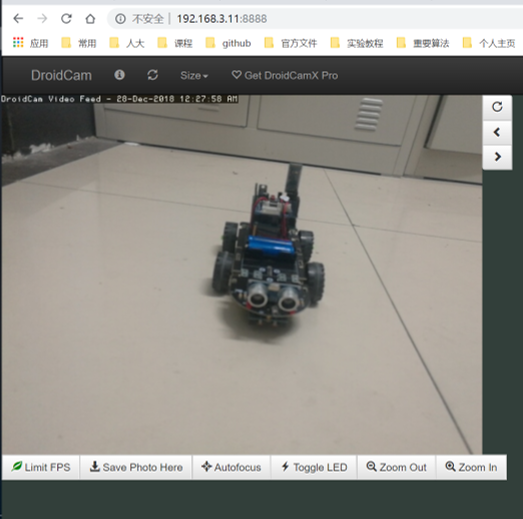 不安全 192.168.3.11:8888
应用 常用 人大 课程 github 官方文件 实验教程 重要算法 个人主页
DroidCam Size Get DroidCamX Pro
DroidCam Video Feed - 28-Dec-2018 12:27:58 AM
Limit FPS Save Photo Here Autofocus Toggle LED Zoom Out Zoom In